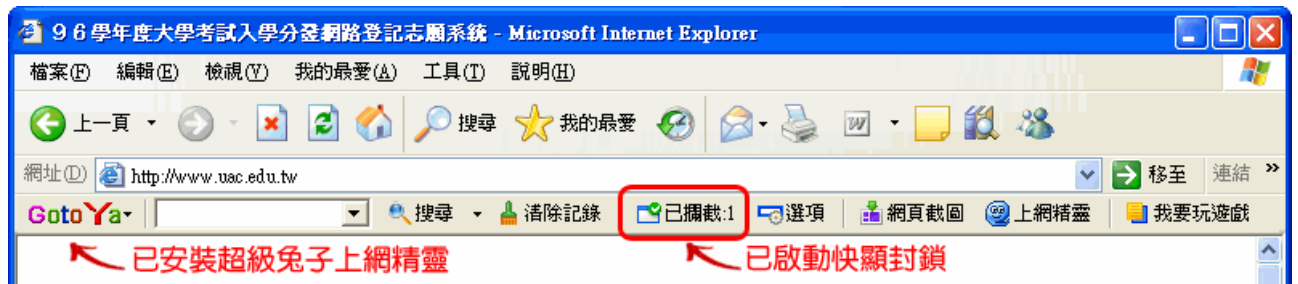 ９６學年度大學考試入學分發網路登記志願系統 - Microsoft Internet Explorer
檔案(F) 編輯(E) 檢視(V) 我的最愛(A) 工具(T) 說明(H)
上一頁 搜尋 我的最愛
網址(D) http://www.uac.edu.tw 移至 連結 »
GotoYa 搜尋 清除記錄 已攔截:1 選項 網頁截圖 上網精靈 我要玩遊戲
已安裝超級兔子上網精靈 已啟動快顯封鎖